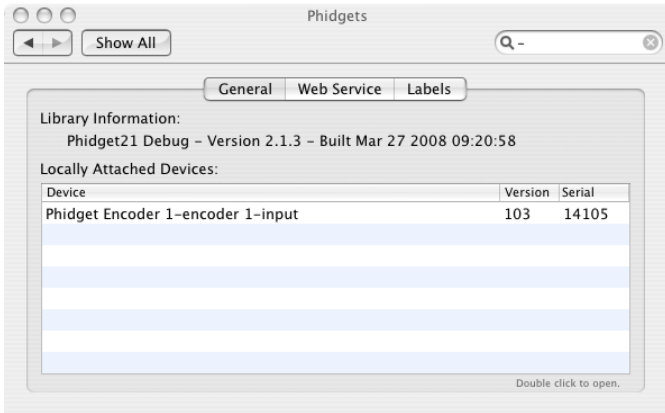 Phidgets
Show All
-
General Web Service Labels
Library Information:
Phidget21 Debug - Version 2.1.3 - Built Mar 27 2008 09:20:58
Locally Attached Devices:
Device Version Serial
Phidget Encoder 1-encoder 1-input 103 14105
Double click to open.